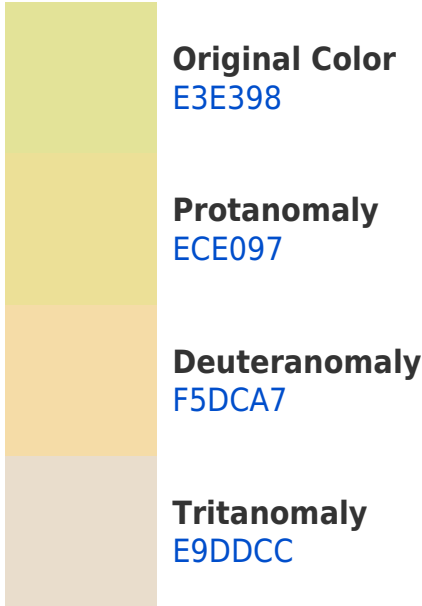 Original Color
E3E398
Protanomaly
ECE097
Deuteranomaly
F5DCA7
Tritanomaly
E9DDCC